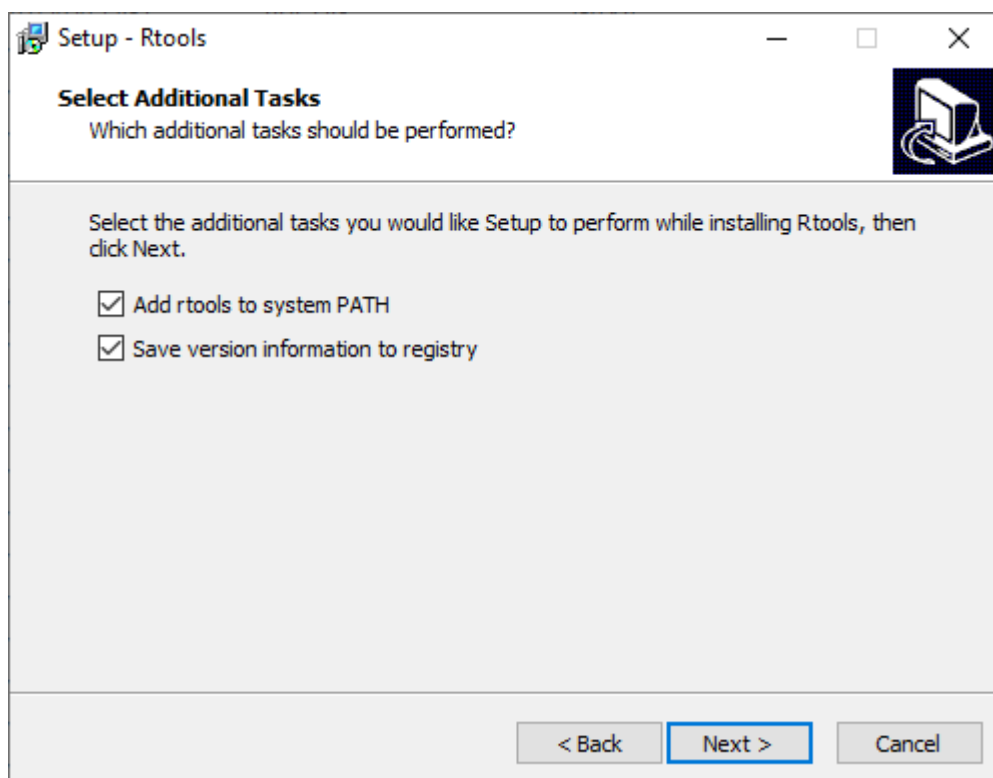 Setup - Rtools
Select Additional Tasks
Which additional tasks should be performed?
Select the additional tasks you would like Setup to perform while installing Rtools, then
click Next.
Add rtools to system PATH
Save version information to registry
< Back
Next >
Cancel